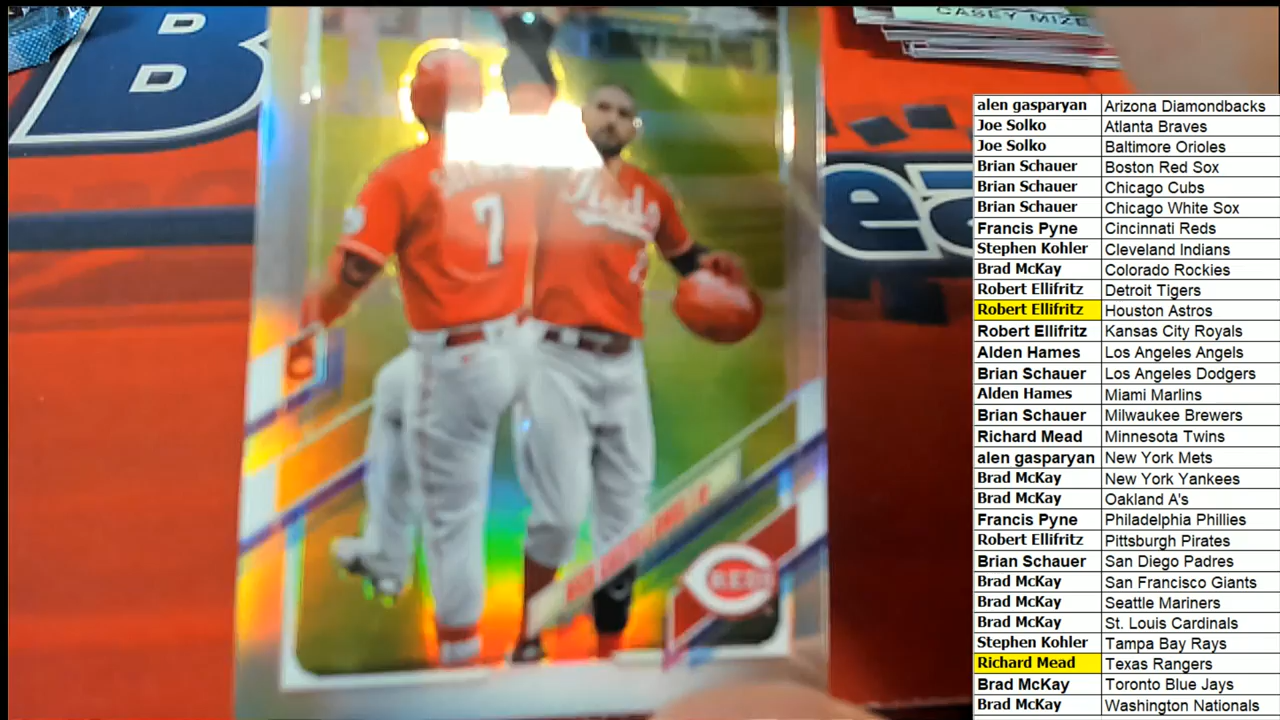 CASEY MIZE
D
B
D
7
Reds
REDS
alen gasparyan Arizona Diamondbacks
Joe Solko Atlanta Braves
Joe Solko Baltimore Orioles
Brian Schauer Boston Red Sox
Brian Schauer Chicago Cubs
Brian Schauer Chicago White Sox
Francis Pyne Cincinnati Reds
Stephen Kohler Cleveland Indians
Brad McKay Colorado Rockies
Robert Ellifritz Detroit Tigers
Robert Ellifritz Houston Astros
Robert Ellifritz Kansas City Royals
Alden Hames Los Angeles Angels
Brian Schauer Los Angeles Dodgers
Alden Hames Miami Marlins
Brian Schauer Milwaukee Brewers
Richard Mead Minnesota Twins
alen gasparyan New York Mets
Brad McKay New York Yankees
Brad McKay Oakland A's
Francis Pyne Philadelphia Phillies
Robert Ellifritz Pittsburgh Pirates
Brian Schauer San Diego Padres
Brad McKay San Francisco Giants
Brad McKay Seattle Mariners
Brad McKay St. Louis Cardinals
Stephen Kohler Tampa Bay Rays
Richard Mead Texas Rangers
Brad McKay Toronto Blue Jays
Brad McKay Washington Nationals